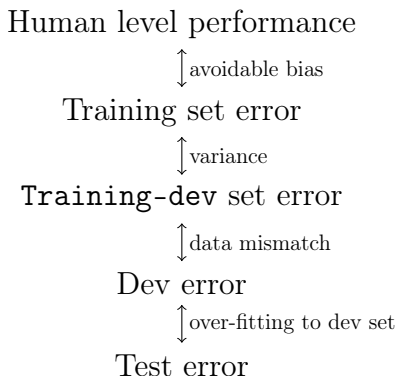 Human level performance
avoidable bias
Training set error
variance
Training-dev set error
data mismatch
Dev error
over-fitting to dev set
Test error